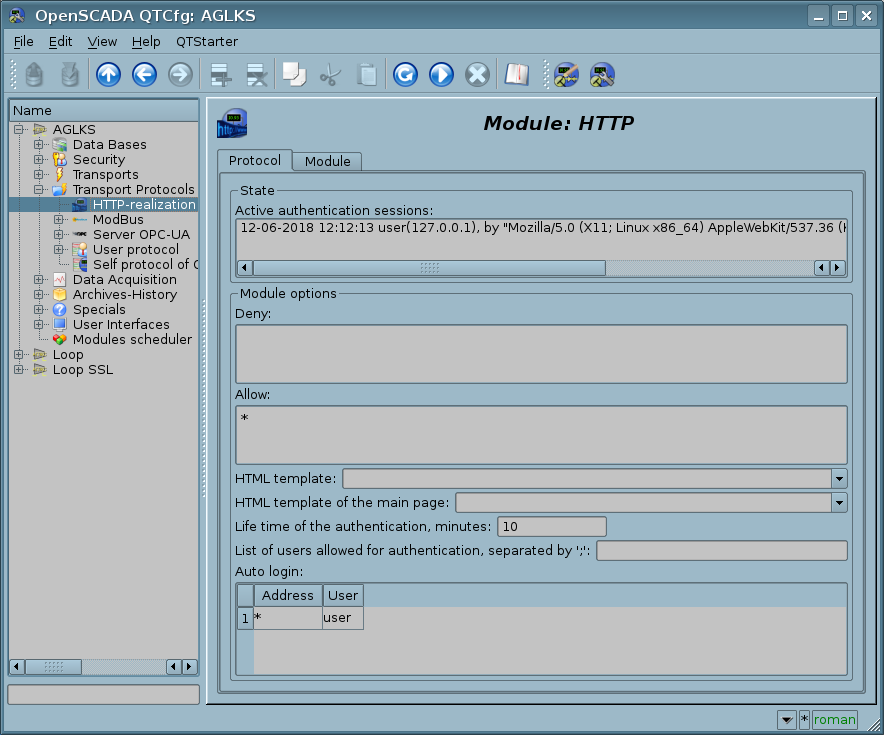 OpenSCADA QTCfg: AGLKS
File Edit View Help QTStarter
Name
AGLKS
Data Bases
Security
Transports
Transport Protocols
HTTP-realization
ModBus
Server OPC-UA
User protocol
Self protocol of
Data Acquisition
Archives-History
Specials
User Interfaces
Modules scheduler
Loop
Loop SSL
Module: HTTP
Protocol Module
State
Active authentication sessions:
12-06-2018 12:12:13 user(127.0.0.1), by "Mozilla/5.0 (X11; Linux x86_64) AppleWebKit/537.36
Module options
Deny:
Allow:
*
HTML template:
HTML template of the main page:
Life time of the authentication, minutes: 10
List of users allowed for authentication, separated by ';':
Auto login:
Address User
1 * user
* roman